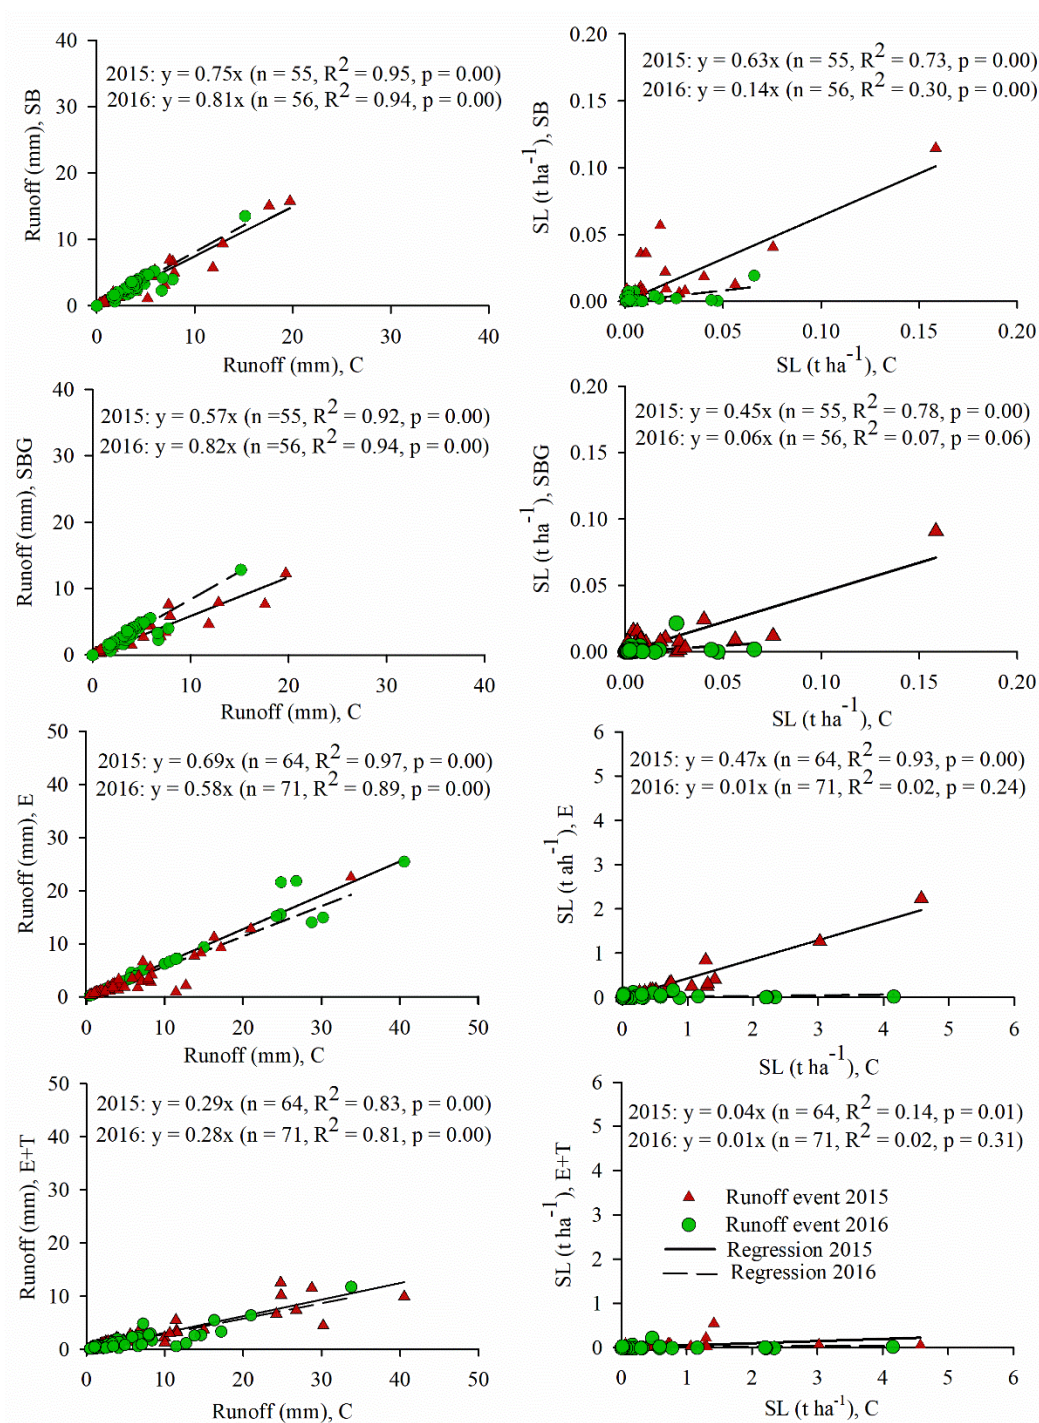 2015: y = 0.75x (n = 55, R2 = 0.95, p = 0.00)
2016: y = 0.81x (n = 56, R2 = 0.94, p = 0.00)
Runoff (mm), SB
40
30
20
10
0
0 10 20 30 40
Runoff (mm), C
2015: y = 0.63x (n = 55, R2 = 0.73, p = 0.00)
2016: y = 0.14x (n = 56, R2 = 0.30, p = 0.00)
SL (t ha-1), SB
0.20
0.15
0.10
0.05
0.00
0.00 0.05 0.10 0.15 0.20
SL (t ha-1), C
2015: y = 0.57x (n =55, R2 = 0.92, p = 0.00)
2016: y = 0.82x (n =56, R2 = 0.94, p = 0.00)
Runoff (mm), SBG
40
30
20
10
0
0 10 20 30 40
Runoff (mm), C
2015: y = 0.45x (n = 55, R2 = 0.78, p = 0.00)
2016: y = 0.06x (n = 56, R2 = 0.07, p = 0.06)
SL (t ha-1), SBG
0.20
0.15
0.10
0.05
0.00
0.00 0.05 0.10 0.15 0.20
SL (t ha-1), C
2015: y = 0.69x (n = 64, R2 = 0.97, p = 0.00)
2016: y = 0.58x (n = 71, R2 = 0.89, p = 0.00)
Runoff (mm), E
50
40
30
20
10
0
0 10 20 30 40 50
Runoff (mm), C
2015: y = 0.47x (n = 64, R2 = 0.93, p = 0.00)
2016: y = 0.01x (n = 71, R2 = 0.02, p = 0.24)
SL (t ah-1), E
6
5
4
3
2
1
0
0 1 2 3 4 5 6
SL (t ha-1), C
2015: y = 0.29x (n = 64, R2 = 0.83, p = 0.00)
2016: y = 0.28x (n = 71, R2 = 0.81, p = 0.00)
Runoff (mm), E+T
50
40
30
20
10
0
0 10 20 30 40 50
Runoff (mm), C
2015: y = 0.04x (n = 64, R2 = 0.14, p = 0.01)
2016: y = 0.01x (n = 71, R2 = 0.02, p = 0.31)
SL (t ha-1), E+T
6
5
4
3
2
1
0
Runoff event 2015
Runoff event 2016
Regression 2015
Regression 2016
0 1 2 3 4 5 6
SL (t ha-1), C